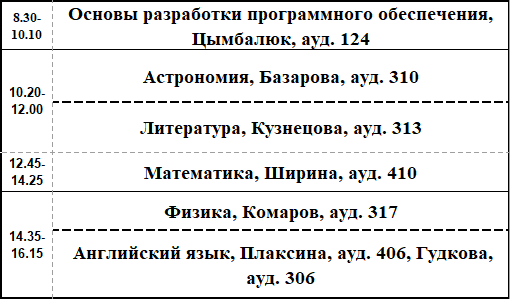 8.30-
10.10
Основы разработки программного обеспечения,
Цымбалюк, ауд. 124
10.20-
12.00
Астрономия, Базарова, ауд. 310
Литература, Кузнецова, ауд. 313
12.45-
14.25
Математика, Ширина, ауд. 410
14.35-
16.15
Физика, Комаров, ауд. 317
Английский язык, Плаксина, ауд. 406, Гудкова,
ауд. 306